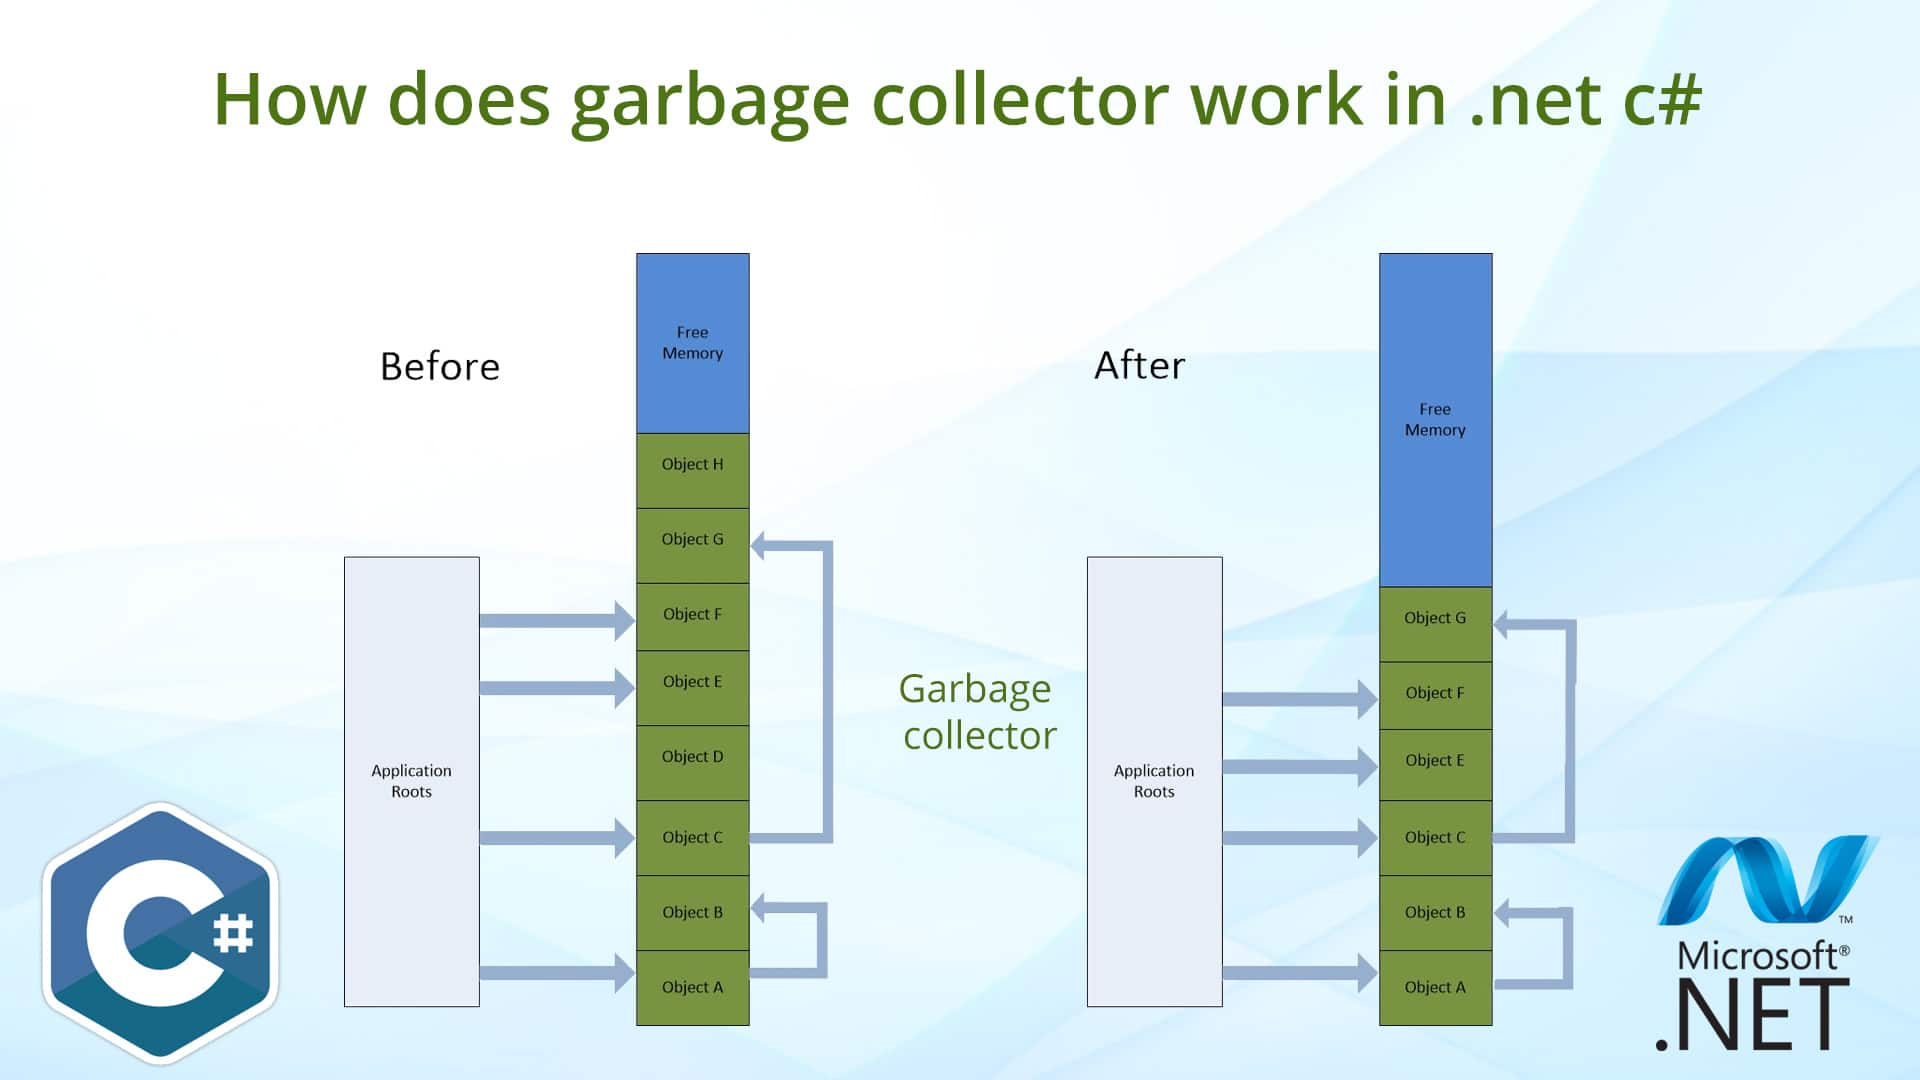 How does garbage collector work in .net c#
Before
Free
Memory
Object H
Object G
Object F
Object E
Object D
Object C
Object B
Object A
Application
Roots
Garbage
collector
After
Free
Memory
Object G
Object F
Object E
Object C
Object B
Object A
Application
Roots
C#
Microsoft®
.NET
TM